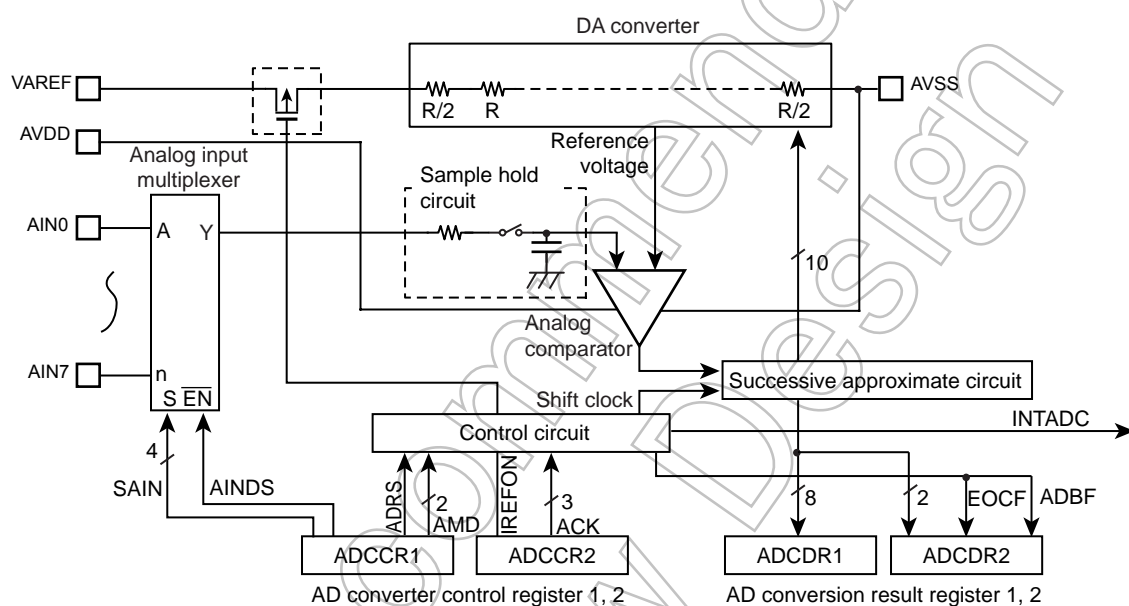 DA converter
VAREF
AVSS
R/2
R
R/2
AVDD
Reference
voltage
Analog input
multiplexer
Sample hold
circuit
AIN0
A
Y
10
Analog
comparator
AIN7
n
S
EN
Successive approximate circuit
Shift clock
INTADC
Control circuit
4
SAIN
AINDS
ADRS
2
AMD
IREFON
3
ACK
8
2
EOCF
ADBF
ADCCR1
ADCCR2
ADCDR1
ADCDR2
AD converter control register 1, 2
AD conversion result register 1, 2